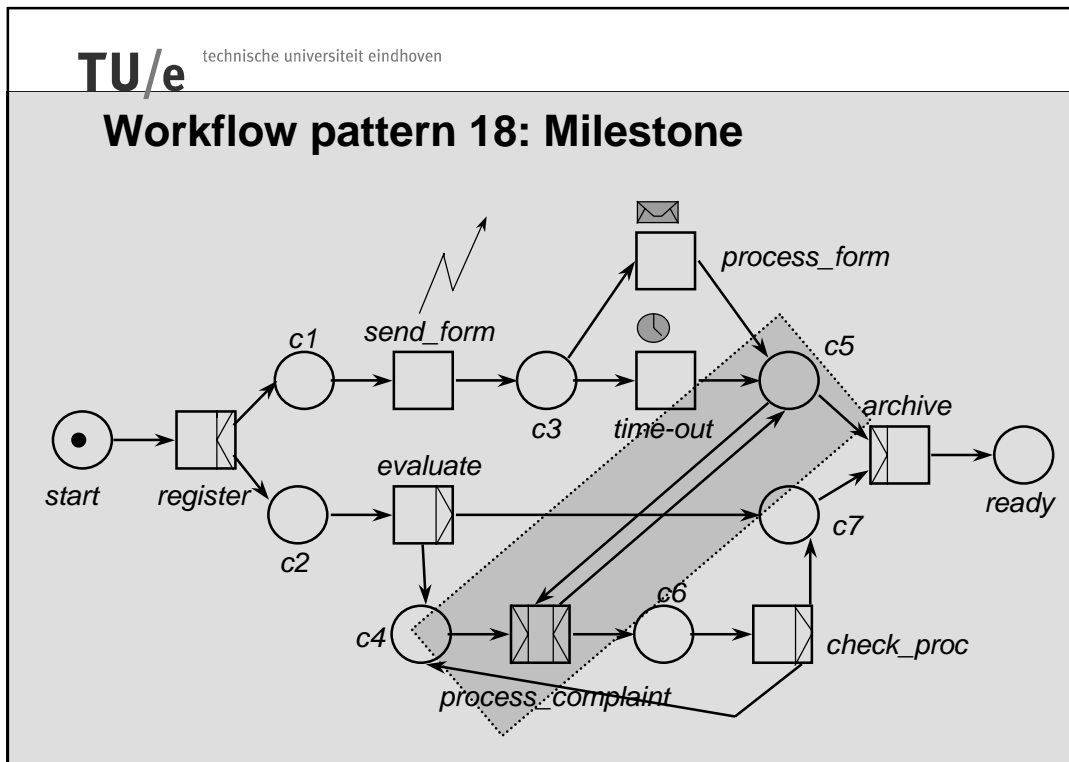 TU/e technische universiteit eindhoven
Workflow pattern 18: Milestone
process_form
c1
send_form
c5
c3
time-out
archive
start
register
evaluate
c2
c7
ready
c6
c4
check_proc
process_complaint